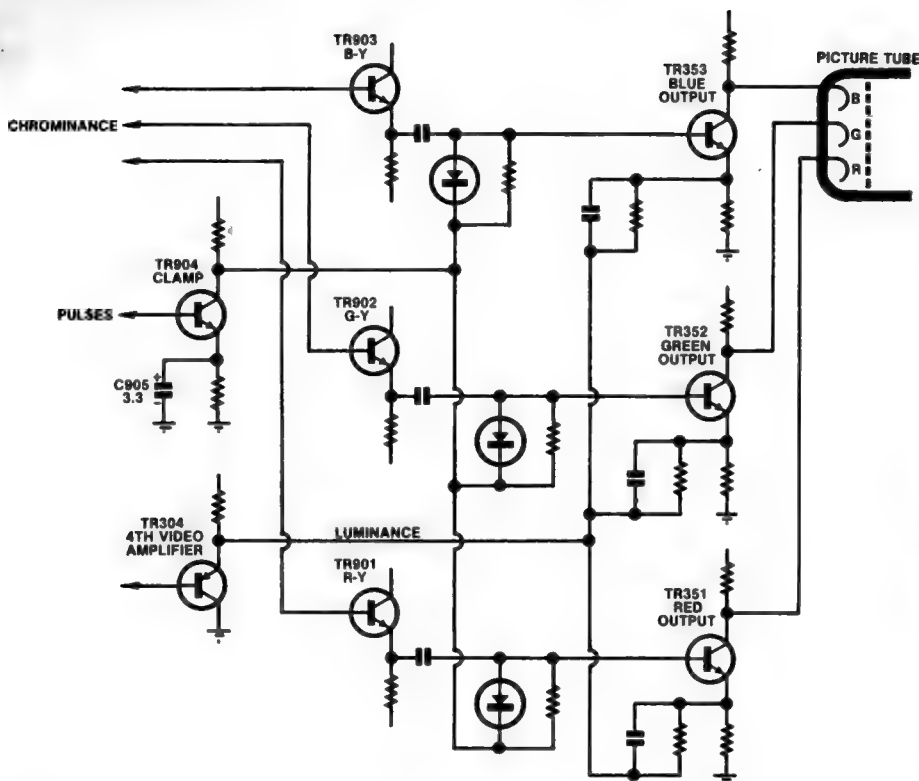 TR903
B-Y
TR353
BLUE
OUTPUT
PICTURE TUBE
B
G
R
CHROMINANCE
TR904
CLAMP
PULSES
C905
3.3
+
-
TR902
G-Y
TR352
GREEN
OUTPUT
TR304
4TH VIDEO
AMPLIFIER
LUMINANCE
TR901
R-Y
TR351
RED
OUTPUT